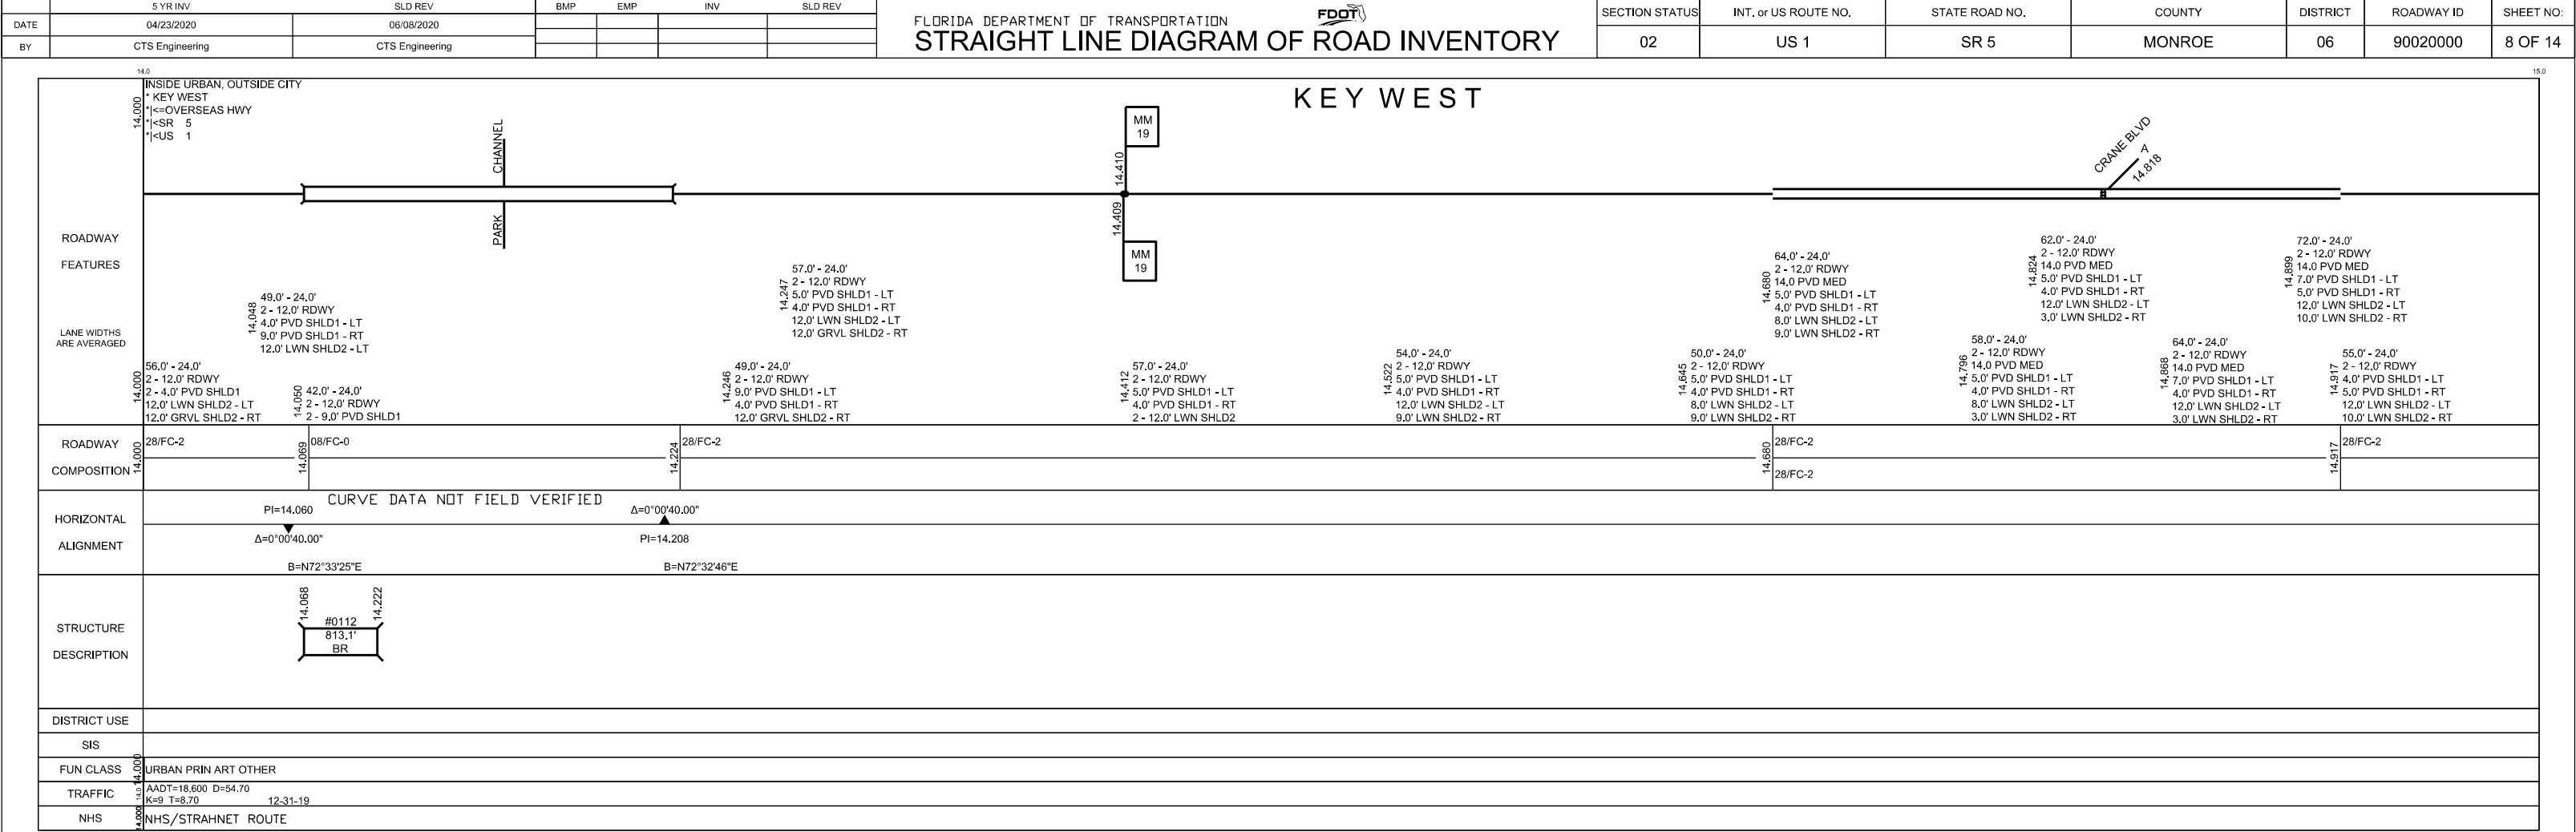 5 YR INV SLD REV BMP EMP INV SLD REV
DATE 04/23/2020 06/08/2020
BY CTS Engineering CTS Engineering
FLORIDA DEPARTMENT OF TRANSPORTATION FDOT
STRAIGHT LINE DIAGRAM OF ROAD INVENTORY
SECTION STATUS INT. or US ROUTE NO. STATE ROAD NO. COUNTY DISTRICT ROADWAY ID SHEET NO:
02 US 1 SR 5 MONROE 06 90020000 8 OF 14
14.0
15.0
14.000
INSIDE URBAN, OUTSIDE CITY
* KEY WEST
*|<=OVERSEAS HWY
*|<SR 5
*|<US 1
KEY WEST
CHANNEL
PARK
MM
19
14.410
14.409
MM
19
CRANE BLVD
A
14.818
ROADWAY
FEATURES
LANE WIDTHS
ARE AVERAGED
14.000
56.0' - 24.0'
2 - 12.0' RDWY
2 - 4.0' PVD SHLD1
12.0' LWN SHLD2 - LT
12.0' GRVL SHLD2 - RT
14.048
49.0' - 24.0'
2 - 12.0' RDWY
4.0' PVD SHLD1 - LT
9.0' PVD SHLD1 - RT
12.0' LWN SHLD2 - LT
14.050
42.0' - 24.0'
2 - 12.0' RDWY
2 - 9.0' PVD SHLD1
14.246
49.0' - 24.0'
2 - 12.0' RDWY
9.0' PVD SHLD1 - LT
4.0' PVD SHLD1 - RT
12.0' GRVL SHLD2 - RT
14.247
57.0' - 24.0'
2 - 12.0' RDWY
5.0' PVD SHLD1 - LT
4.0' PVD SHLD1 - RT
12.0' LWN SHLD2 - LT
12.0' GRVL SHLD2 - RT
14.412
57.0' - 24.0'
2 - 12.0' RDWY
5.0' PVD SHLD1 - LT
4.0' PVD SHLD1 - RT
2 - 12.0' LWN SHLD2
14.522
54.0' - 24.0'
2 - 12.0' RDWY
5.0' PVD SHLD1 - LT
4.0' PVD SHLD1 - RT
12.0' LWN SHLD2 - LT
9.0' LWN SHLD2 - RT
14.645
50.0' - 24.0'
2 - 12.0' RDWY
5.0' PVD SHLD1 - LT
4.0' PVD SHLD1 - RT
8.0' LWN SHLD2 - LT
9.0' LWN SHLD2 - RT
14.680
64.0' - 24.0'
2 - 12.0' RDWY
14.0 PVD MED
5.0' PVD SHLD1 - LT
4.0' PVD SHLD1 - RT
8.0' LWN SHLD2 - LT
9.0' LWN SHLD2 - RT
14.796
58.0' - 24.0'
2 - 12.0' RDWY
14.0 PVD MED
5.0' PVD SHLD1 - LT
4.0' PVD SHLD1 - RT
8.0' LWN SHLD2 - LT
3.0' LWN SHLD2 - RT
14.824
62.0' - 24.0'
2 - 12.0' RDWY
14.0 PVD MED
5.0' PVD SHLD1 - LT
4.0' PVD SHLD1 - RT
12.0' LWN SHLD2 - LT
3.0' LWN SHLD2 - RT
14.868
64.0' - 24.0'
2 - 12.0' RDWY
14.0 PVD MED
7.0' PVD SHLD1 - LT
4.0' PVD SHLD1 - RT
12.0' LWN SHLD2 - LT
3.0' LWN SHLD2 - RT
14.899
72.0' - 24.0'
2 - 12.0' RDWY
14.0 PVD MED
7.0' PVD SHLD1 - LT
5.0' PVD SHLD1 - RT
12.0' LWN SHLD2 - LT
10.0' LWN SHLD2 - RT
14.917
55.0' - 24.0'
2 - 12.0' RDWY
4.0' PVD SHLD1 - LT
5.0' PVD SHLD1 - RT
12.0' LWN SHLD2 - LT
10.0' LWN SHLD2 - RT
ROADWAY
COMPOSITION
14.000 28/FC-2
14.069 08/FC-0
14.224 28/FC-2
14.680 28/FC-2
28/FC-2
14.917 28/FC-2
HORIZONTAL
ALIGNMENT
CURVE DATA NOT FIELD VERIFIED
PI=14.060 Δ=0°00'40.00"
Δ=0°00'40.00" PI=14.208
B=N72°33'25"E B=N72°32'46"E
STRUCTURE
DESCRIPTION
14.068 14.222
#0112
813.1'
BR
DISTRICT USE
SIS
FUN CLASS 14.000 URBAN PRIN ART OTHER
TRAFFIC 14.0 AADT=18,600 D=54.70
K=9 T=8.70 12-31-19
NHS 14.000 NHS/STRAHNET ROUTE